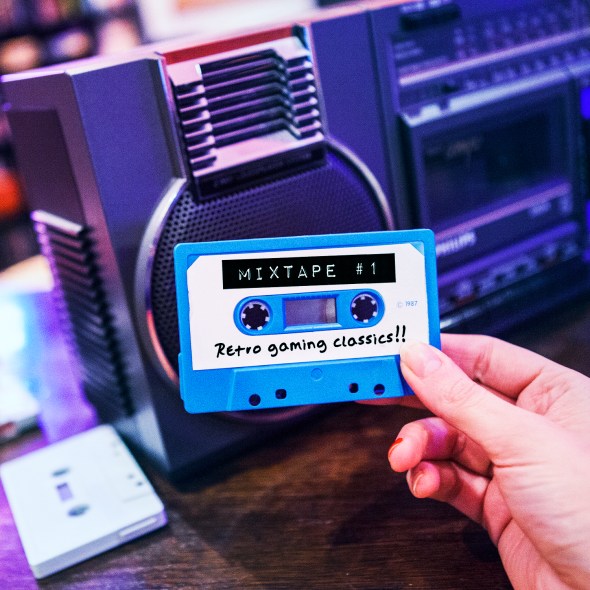 MIXTAPE #1
© 1987
Retro gaming classics!!
PHILIPS